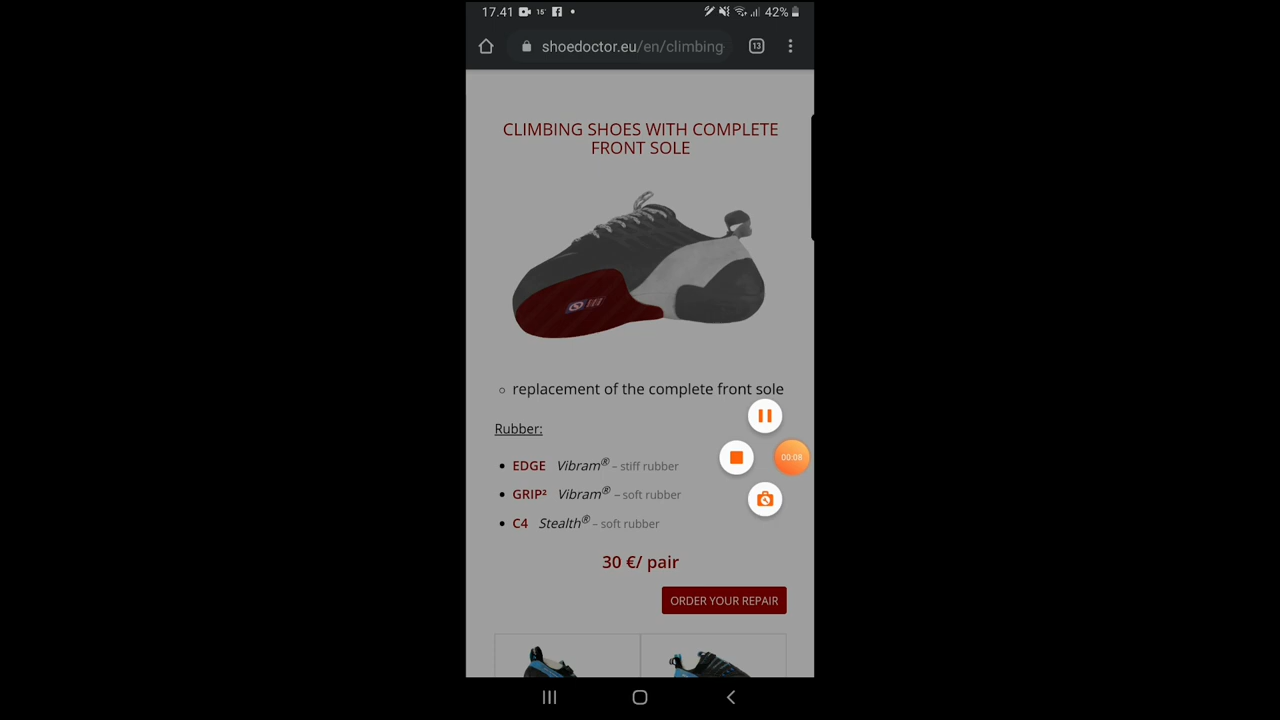 17.41 15° 42%
shoedoctor.eu/en/climbing 13
CLIMBING SHOES WITH COMPLETE
FRONT SOLE
replacement of the complete front sole
Rubber:
EDGE Vibram® – stiff rubber
00:08
GRIP² Vibram® – soft rubber
C4 Stealth® – soft rubber
30 €/ pair
ORDER YOUR REPAIR